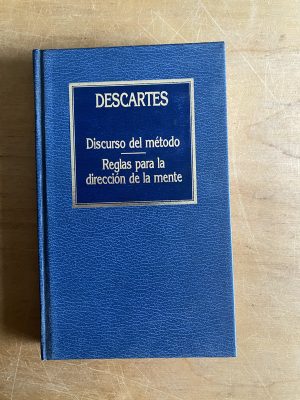 DESCARTES
Discurso del método
Reglas para la
dirección de la mente